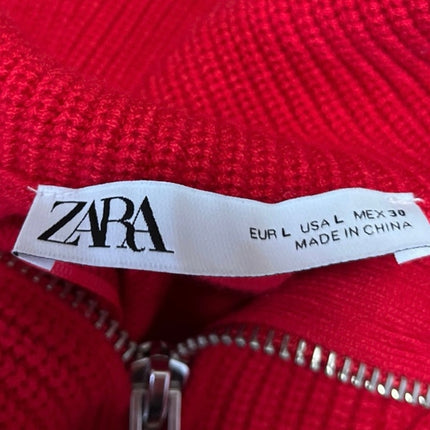 ZARA
EUR L USA L MEX 30
MADE IN CHINA